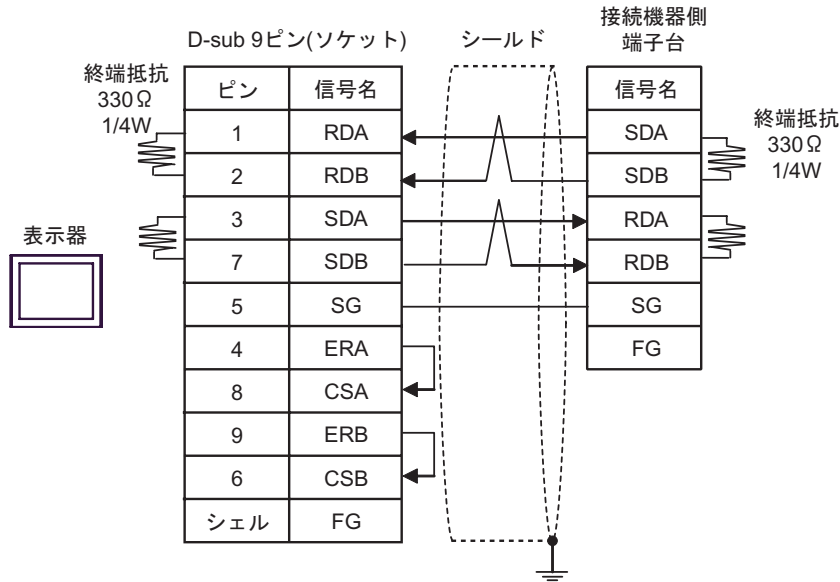 接続機器側
端子台
D-sub 9ピン(ソケット)
シールド
終端抵抗
330Ω
1/4W
ピン 信号名
1 RDA
2 RDB
3 SDA
7 SDB
5 SG
4 ERA
8 CSA
9 ERB
6 CSB
シェル FG
表示器
信号名
SDA
SDB
RDA
RDB
SG
FG
終端抵抗
330Ω
1/4W